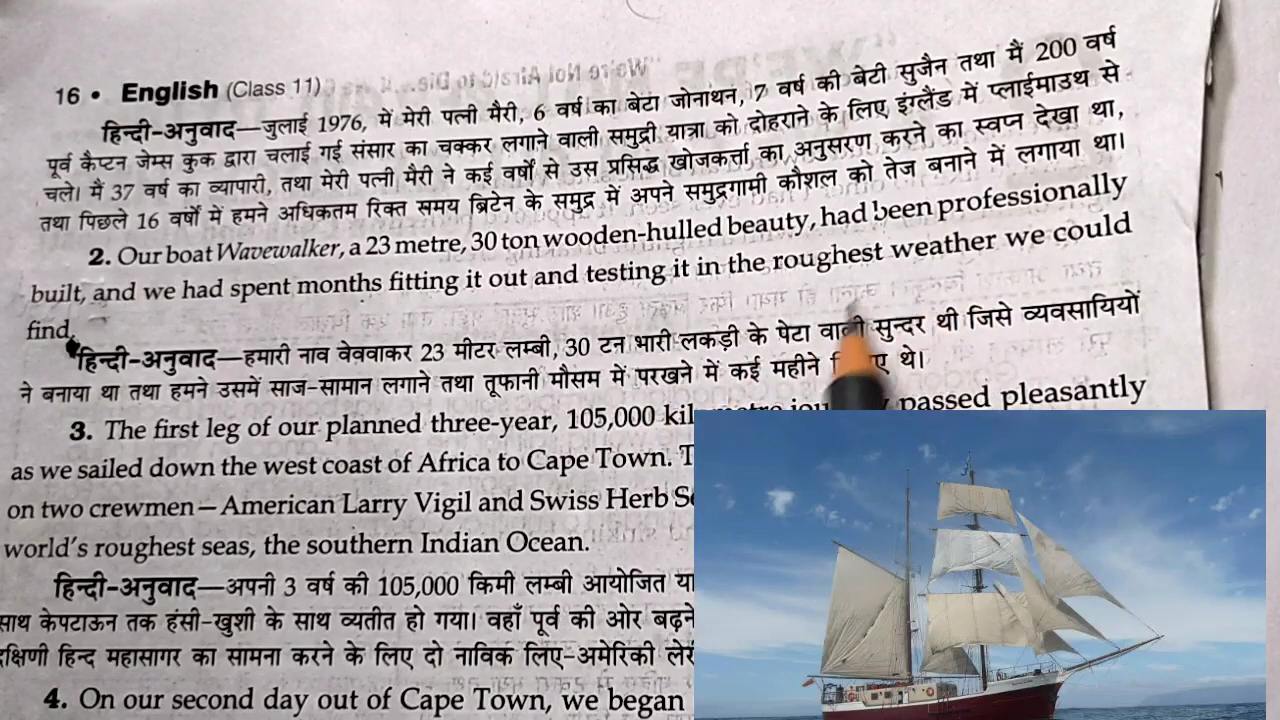 16 • English (Class 11)
हिन्दी-अनुवाद—जुलाई 1976, में मेरी पत्नी मैरी, 6 वर्ष का बेटा जोनाथन, 7 वर्ष की बेटी सुजैन तथा मैं 200 वर्ष
पूर्व कैप्टन जेम्स कुक द्वारा चलाई गई संसार का चक्कर लगाने वाली समुद्री यात्रा को दोहराने के लिए इंग्लैंड में प्लाईमाउथ से
चले। मैं 37 वर्ष का व्यापारी, तथा मेरी पत्नी मैरी ने कई वर्षों से उस प्रसिद्ध खोजकर्त्ता का अनुसरण करने का स्वप्न देखा था,
तथा पिछले 16 वर्षों में हमने अधिकतम रिक्त समय ब्रिटेन के समुद्र में अपने समुद्रगामी कौशल को तेज बनाने में लगाया था।
2. Our boat Wavewalker, a 23 metre, 30 ton wooden-hulled beauty, had been professionally
built, and we had spent months fitting it out and testing it in the roughest weather we could
find.
हिन्दी-अनुवाद—हमारी नाव वेववाकर 23 मीटर लम्बी, 30 टन भारी लकड़ी के पेटा वाली सुन्दर थी जिसे व्यवसायियों
ने बनाया था तथा हमने उसमें साज-सामान लगाने तथा तूफानी मौसम में परखने में कई महीने थे।
3. The first leg of our planned three-year, 105,000 passed pleasantly
as we sailed down the west coast of Africa to Cape Town.
on two crewmen—American Larry Vigil and Swiss Herb
world's roughest seas, the southern Indian Ocean.
हिन्दी-अनुवाद—अपनी 3 वर्ष की 105,000 किमी लम्बी आयोजित
साथ केपटाऊन तक हंसी-खुशी के साथ व्यतीत हो गया। वहाँ पूर्व की ओर बढ़ने
दक्षिणी हिन्द महासागर का सामना करने के लिए दो नाविक लिए-अमेरिकी
4. On our second day out of Cape Town, we began